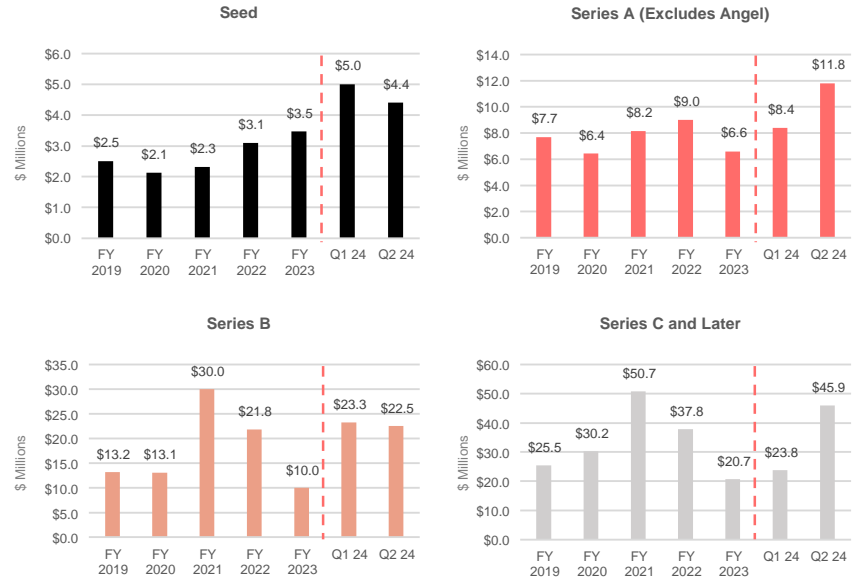 Seed
$ Millions
$6.0
$5.0
$4.0
$3.0
$2.0
$1.0
$0.0
$2.5
$2.1
$2.3
$3.1
$3.5
$5.0
$4.4
FY
2019
FY
2020
FY
2021
FY
2022
FY
2023
Q1 24
Q2 24
Series A (Excludes Angel)
$ Millions
$14.0
$12.0
$10.0
$8.0
$6.0
$4.0
$2.0
$0.0
$7.7
$6.4
$8.2
$9.0
$6.6
$8.4
$11.8
FY
2019
FY
2020
FY
2021
FY
2022
FY
2023
Q1 24
Q2 24
Series B
$ Millions
$35.0
$30.0
$25.0
$20.0
$15.0
$10.0
$5.0
$0.0
$13.2
$13.1
$30.0
$21.8
$10.0
$23.3
$22.5
FY
2019
FY
2020
FY
2021
FY
2022
FY
2023
Q1 24
Q2 24
Series C and Later
$ Millions
$60.0
$50.0
$40.0
$30.0
$20.0
$10.0
$0.0
$25.5
$30.2
$50.7
$37.8
$20.7
$23.8
$45.9
FY
2019
FY
2020
FY
2021
FY
2022
FY
2023
Q1 24
Q2 24